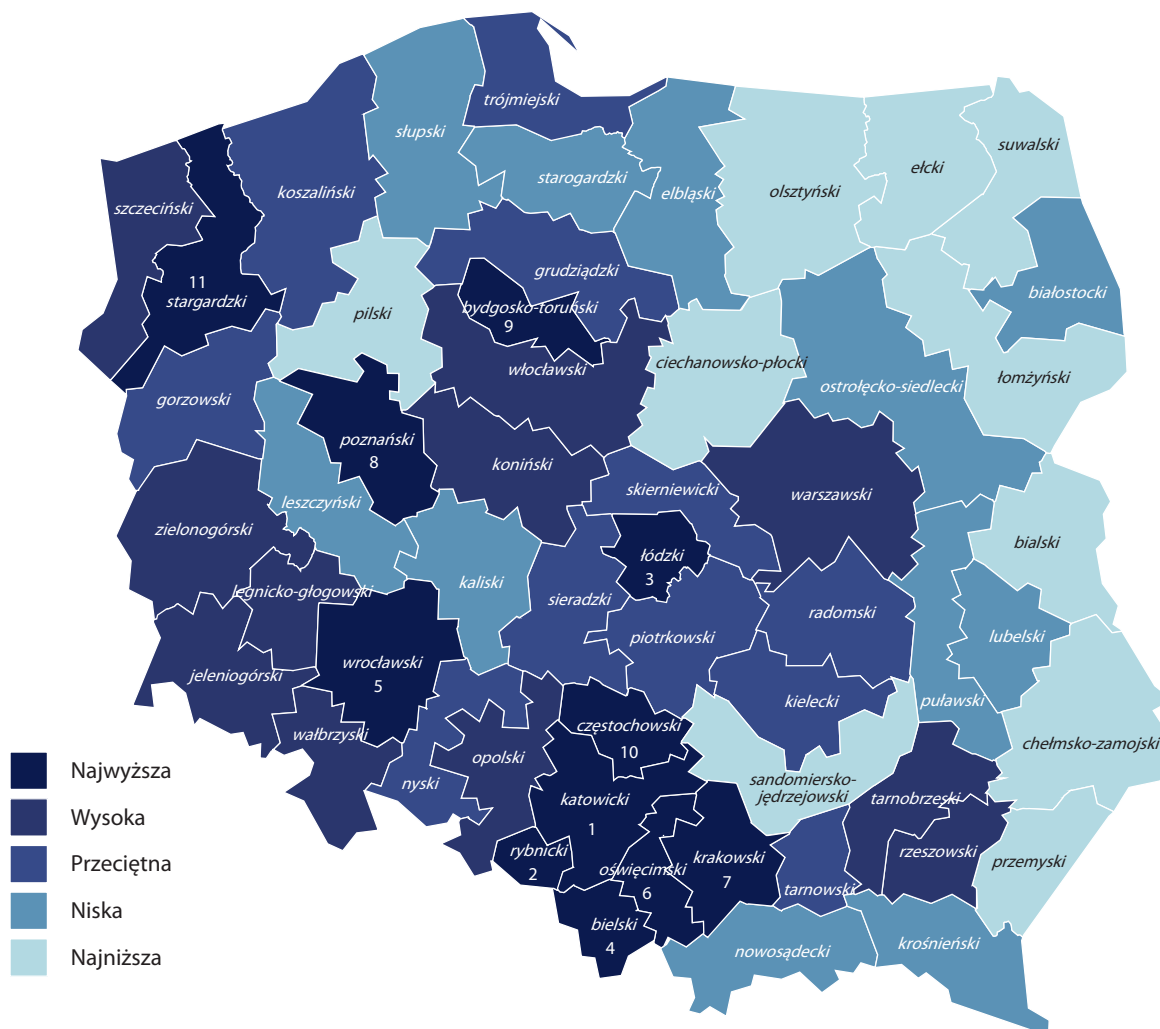 trójmiejski
słupski
starogardzki
elbląski
olsztyński
ełcki
suwalski
koszaliński
szczeciński
11
stargardzki
grudziądzki
bydgosko-toruński
9
białostocki
pilski
włocławski
ciechanowsko-płocki
ostrołęcko-siedlecki
łomżyński
gorzowski
poznański
8
koniński
skierniewicki
warszawski
leszczyński
zielonogórski
łódzki
3
bialski
kaliski
legnicko-głogowski
sieradzki
radomski
piotrkowski
lubelski
wrocławski
5
jeleniogórski
kielecki
puławski
częstochowski
10
wałbrzyski
opolski
chełmsko-zamojski
nyski
sandomiersko-
jędrzejowski
tarnobrzeski
katowicki
1
rybnicki
2
oświęcimski
6
krakowski
7
rzeszowski
przemyski
tarnowski
bielski
4
nowosądecki
krośnieński
Najwyższa
Wysoka
Przeciętna
Niska
Najniższa